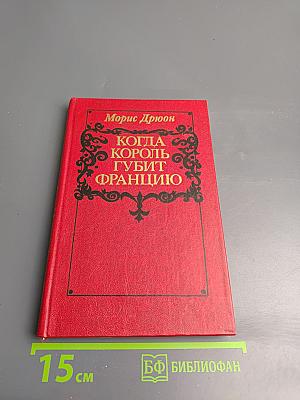 Морис Дрюон
КОГДА
КОРОЛЬ
ГУБИТ
ФРАНЦИЮ
15 см
БФ БИБЛИОФАН